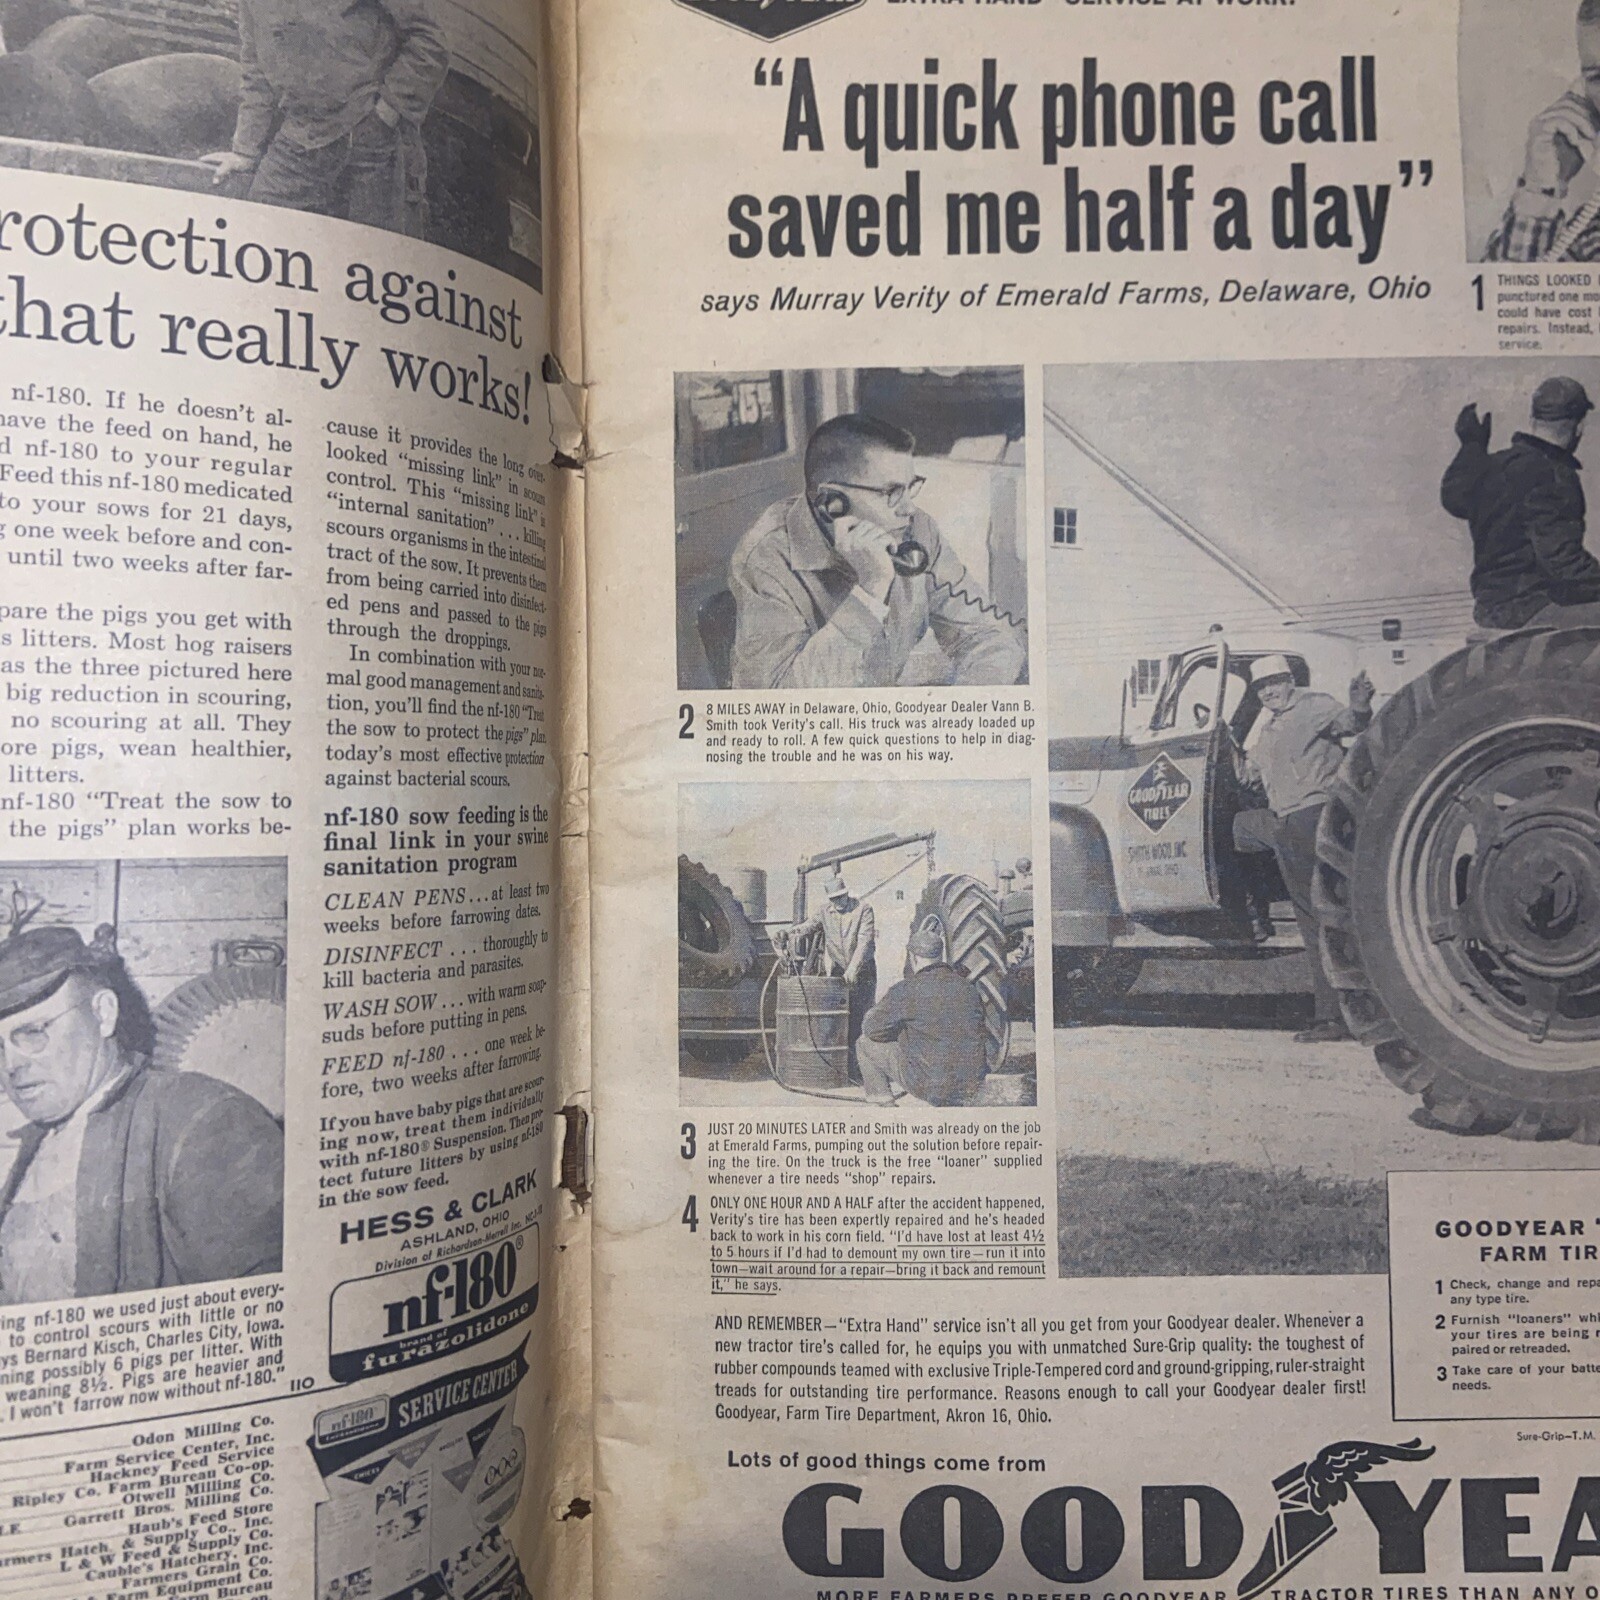 rotection against
that really works!
nf-180. If he doesn't al-
have the feed on hand, he
d nf-180 to your regular
Feed this nf-180 medicated
to your sows for 21 days,
g one week before and con-
until two weeks after far-
pare the pigs you get with
s litters. Most hog raisers
as the three pictured here
big reduction in scouring,
no scouring at all. They
ore pigs, wean healthier,
litters.
nf-180 "Treat the sow to
the pigs" plan works be-
cause it provides the long over-
looked "missing link" in scours
control. This "missing link" is
"internal sanitation" . . . killing
scours organisms in the intestinal
tract of the sow. It prevents them
from being carried into disinfect-
ed pens and passed to the pigs
through the droppings.
In combination with your nor-
mal good management and sanita-
tion, you'll find the nf-180 "Treat
the sow to protect the pigs" plan
today's most effective protection
against bacterial scours.
nf-180 sow feeding is the
final link in your swine
sanitation program
CLEAN PENS...at least two
weeks before farrowing dates.
DISINFECT . . . thoroughly to
kill bacteria and parasites.
WASH SOW . . . with warm soap-
suds before putting in pens.
FEED nf-180 . . . one week be-
fore, two weeks after farrowing.
If you have baby pigs that are scour-
ing now, treat them individually
with nf-180® Suspension. Then pro-
tect future litters by using nf-180
in the sow feed.
HESS & CLARK
ASHLAND, OHIO
Division of Richardson-Merrell Inc.
nf-180®
brand of
furazolidone
ing nf-180 we used just about every-
to control scours with little or no
ys Bernard Kisch, Charles City, Iowa.
ning possibly 6 pigs per litter. With
weaning 8½. Pigs are heavier and
I won't farrow now without nf-180."
110
Odon Milling Co.
Farm Service Center, Inc.
Hackney Feed Service
Ripley Co. Farm Bureau Co-op.
Otwell Milling Co.
Garrett Bros. Milling Co.
Haub's Feed Store
rmers Hatch. & Supply Co., Inc.
L & W Feed & Supply Co.
Cauble's Hatchery, Inc.
Farmers Grain Co.
Farm Equipment Co.
Bureau
nf-180
SERVICE CENTER
EXTRA HAND SERVICE AT WORK:
"A quick phone call
saved me half a day"
says Murray Verity of Emerald Farms, Delaware, Ohio
1 THINGS LOOKED
punctured one mo
could have cost
repairs. Instead,
service.
2 8 MILES AWAY in Delaware, Ohio, Goodyear Dealer Vann B.
Smith took Verity's call. His truck was already loaded up
and ready to roll. A few quick questions to help in diag-
nosing the trouble and he was on his way.
GOODYEAR
TIRES
3 JUST 20 MINUTES LATER and Smith was already on the job
at Emerald Farms, pumping out the solution before repair-
ing the tire. On the truck is the free "loaner" supplied
whenever a tire needs "shop" repairs.
4 ONLY ONE HOUR AND A HALF after the accident happened,
Verity's tire has been expertly repaired and he's headed
back to work in his corn field. "I'd have lost at least 4½
to 5 hours if I'd had to demount my own tire—run it into
town—wait around for a repair—bring it back and remount
it," he says.
AND REMEMBER—"Extra Hand" service isn't all you get from your Goodyear dealer. Whenever a
new tractor tire's called for, he equips you with unmatched Sure-Grip quality: the toughest of
rubber compounds teamed with exclusive Triple-Tempered cord and ground-gripping, ruler-straight
treads for outstanding tire performance. Reasons enough to call your Goodyear dealer first!
Goodyear, Farm Tire Department, Akron 16, Ohio.
GOODYEAR "
FARM TIR
1 Check, change and repa
any type tire.
2 Furnish "loaners" whi
your tires are being r
paired or retreaded.
3 Take care of your batte
needs.
Sure-Grip—T.M.
Lots of good things come from
GOODYEA
MORE FARMERS PREFER GOODYEAR TRACTOR TIRES THAN ANY O